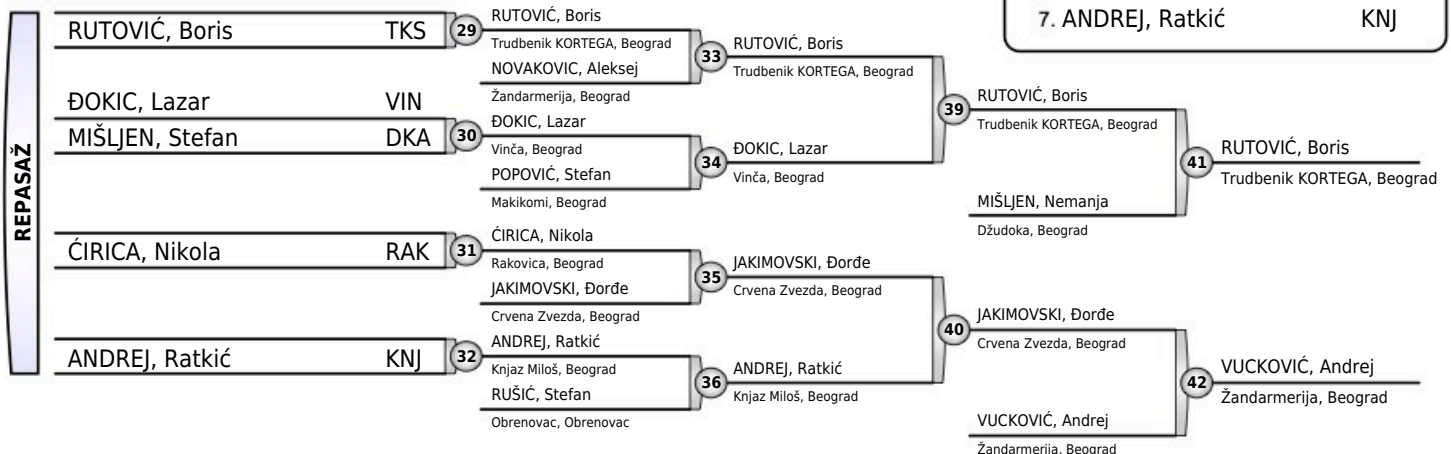 7. ANDREJ, Ratkić KNJ
REPASAŽ
RUTOVIĆ, Boris TKS
ĐOKIC, Lazar VIN
MIŠLJEN, Stefan DKA
ĆIRICA, Nikola RAK
ANDREJ, Ratkić KNJ
29
RUTOVIĆ, Boris
Trudbenik KORTEGA, Beograd
NOVAKOVIC, Aleksej
Žandarmerija, Beograd
30
ĐOKIC, Lazar
Vinča, Beograd
POPOVIĆ, Stefan
Makikomi, Beograd
31
ĆIRICA, Nikola
Rakovica, Beograd
JAKIMOVSKI, Đorđe
Crvena Zvezda, Beograd
32
ANDREJ, Ratkić
Knjaz Miloš, Beograd
RUŠIĆ, Stefan
Obrenovac, Obrenovac
33
RUTOVIĆ, Boris
Trudbenik KORTEGA, Beograd
34
ĐOKIC, Lazar
Vinča, Beograd
35
JAKIMOVSKI, Đorđe
Crvena Zvezda, Beograd
36
ANDREJ, Ratkić
Knjaz Miloš, Beograd
39
RUTOVIĆ, Boris
Trudbenik KORTEGA, Beograd
MIŠLJEN, Nemanja
Džudoka, Beograd
40
JAKIMOVSKI, Đorđe
Crvena Zvezda, Beograd
VUCKOVIĆ, Andrej
Žandarmerija, Beograd
41
RUTOVIĆ, Boris
Trudbenik KORTEGA, Beograd
42
VUCKOVIĆ, Andrej
Žandarmerija, Beograd